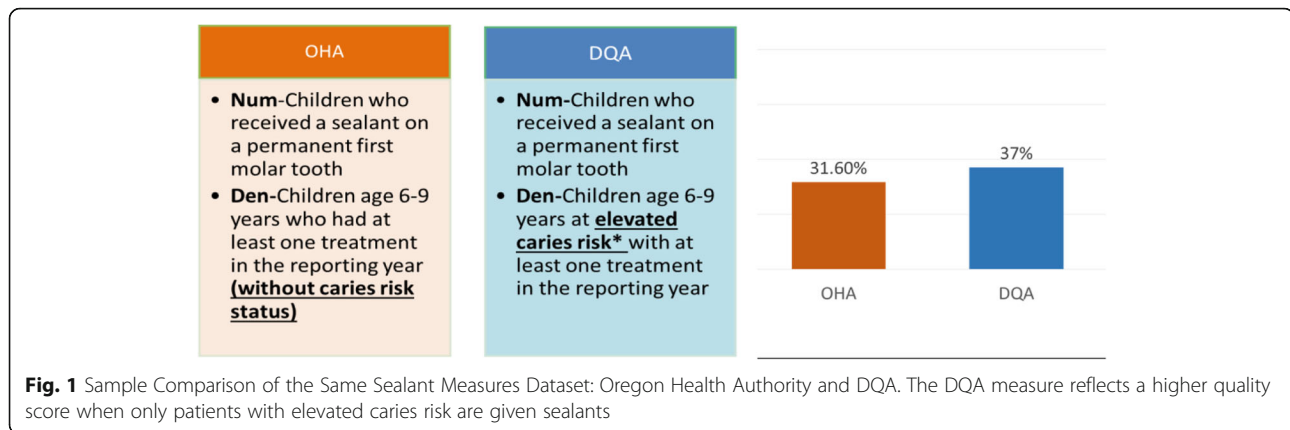 OHA
• Num-Children who
received a sealant on
a permanent first
molar tooth
• Den-Children age 6-9
years who had at
least one treatment
in the reporting year
(without caries risk
status)
DQA
• Num-Children who
received a sealant on
a permanent first
molar tooth
• Den-Children age 6-9
years at elevated
caries risk* with at
least one treatment
in the reporting year
31.60%
37%
OHA
DQA
Fig. 1 Sample Comparison of the Same Sealant Measures Dataset: Oregon Health Authority and DQA. The DQA measure reflects a higher quality
score when only patients with elevated caries risk are given sealants